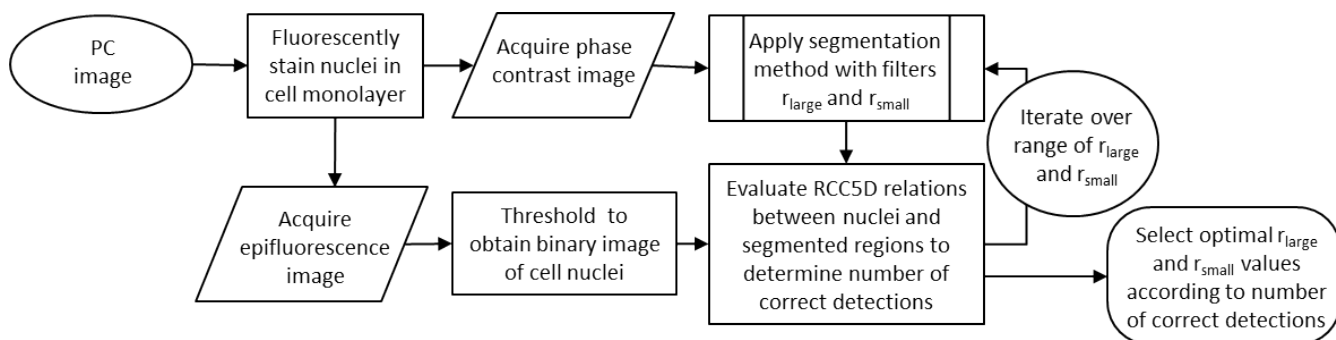 PC
image
Fluorescently
stain nuclei in
cell monolayer
Acquire phase
contrast image
Apply segmentation
method with filters
r_large and r_small
Iterate over
range of r_large
and r_small
Acquire
epifluorescence
image
Threshold to
obtain binary image
of cell nuclei
Evaluate RCC5D relations
between nuclei and
segmented regions to
determine number of
correct detections
Select optimal r_large
and r_small values
according to number
of correct detections